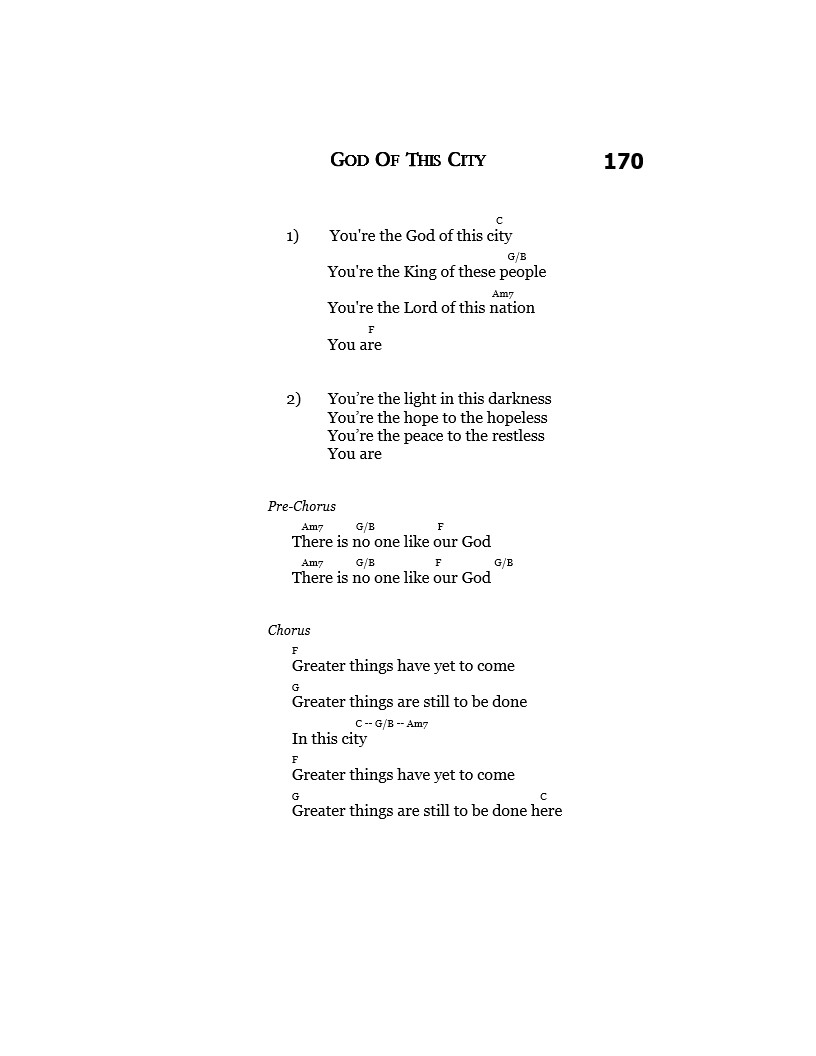 GOD OF THIS CITY 170
C
1) You're the God of this city
G/B
You're the King of these people
Am7
You're the Lord of this nation
F
You are
2) You’re the light in this darkness
You’re the hope to the hopeless
You’re the peace to the restless
You are
Pre-Chorus
Am7 G/B F
There is no one like our God
Am7 G/B F G/B
There is no one like our God
Chorus
F
Greater things have yet to come
G
Greater things are still to be done
C -- G/B -- Am7
In this city
F
Greater things have yet to come
G C
Greater things are still to be done here